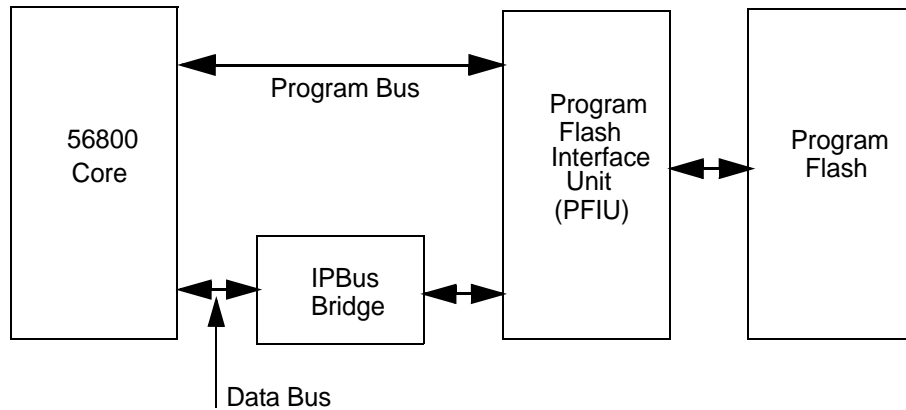 Program Bus
56800
Core
Program
Flash
Interface
Unit
(PFIU)
Program
Flash
IPBus
Bridge
Data Bus